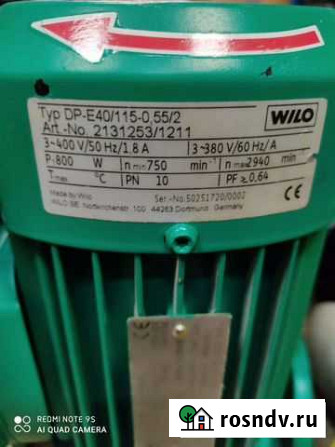 Typ DP-E40/115-0,55/2
Art.-No. 2131253/1211
WILO
3~400 V/50 Hz/1.8 A 3~380 V/60 Hz/A
P1 800 W n min 750 min⁻¹ n max 2940 min⁻¹
Tmax °C PN 10 PF ≥ 0,64
Made by Wilo Ser.-No. 50251720/0002
WILO SE Nortkirchenstr. 100 44263 Dortmund Germany
CE
REDMI NOTE 9S
AI QUAD CAMERA
rosndv.ru